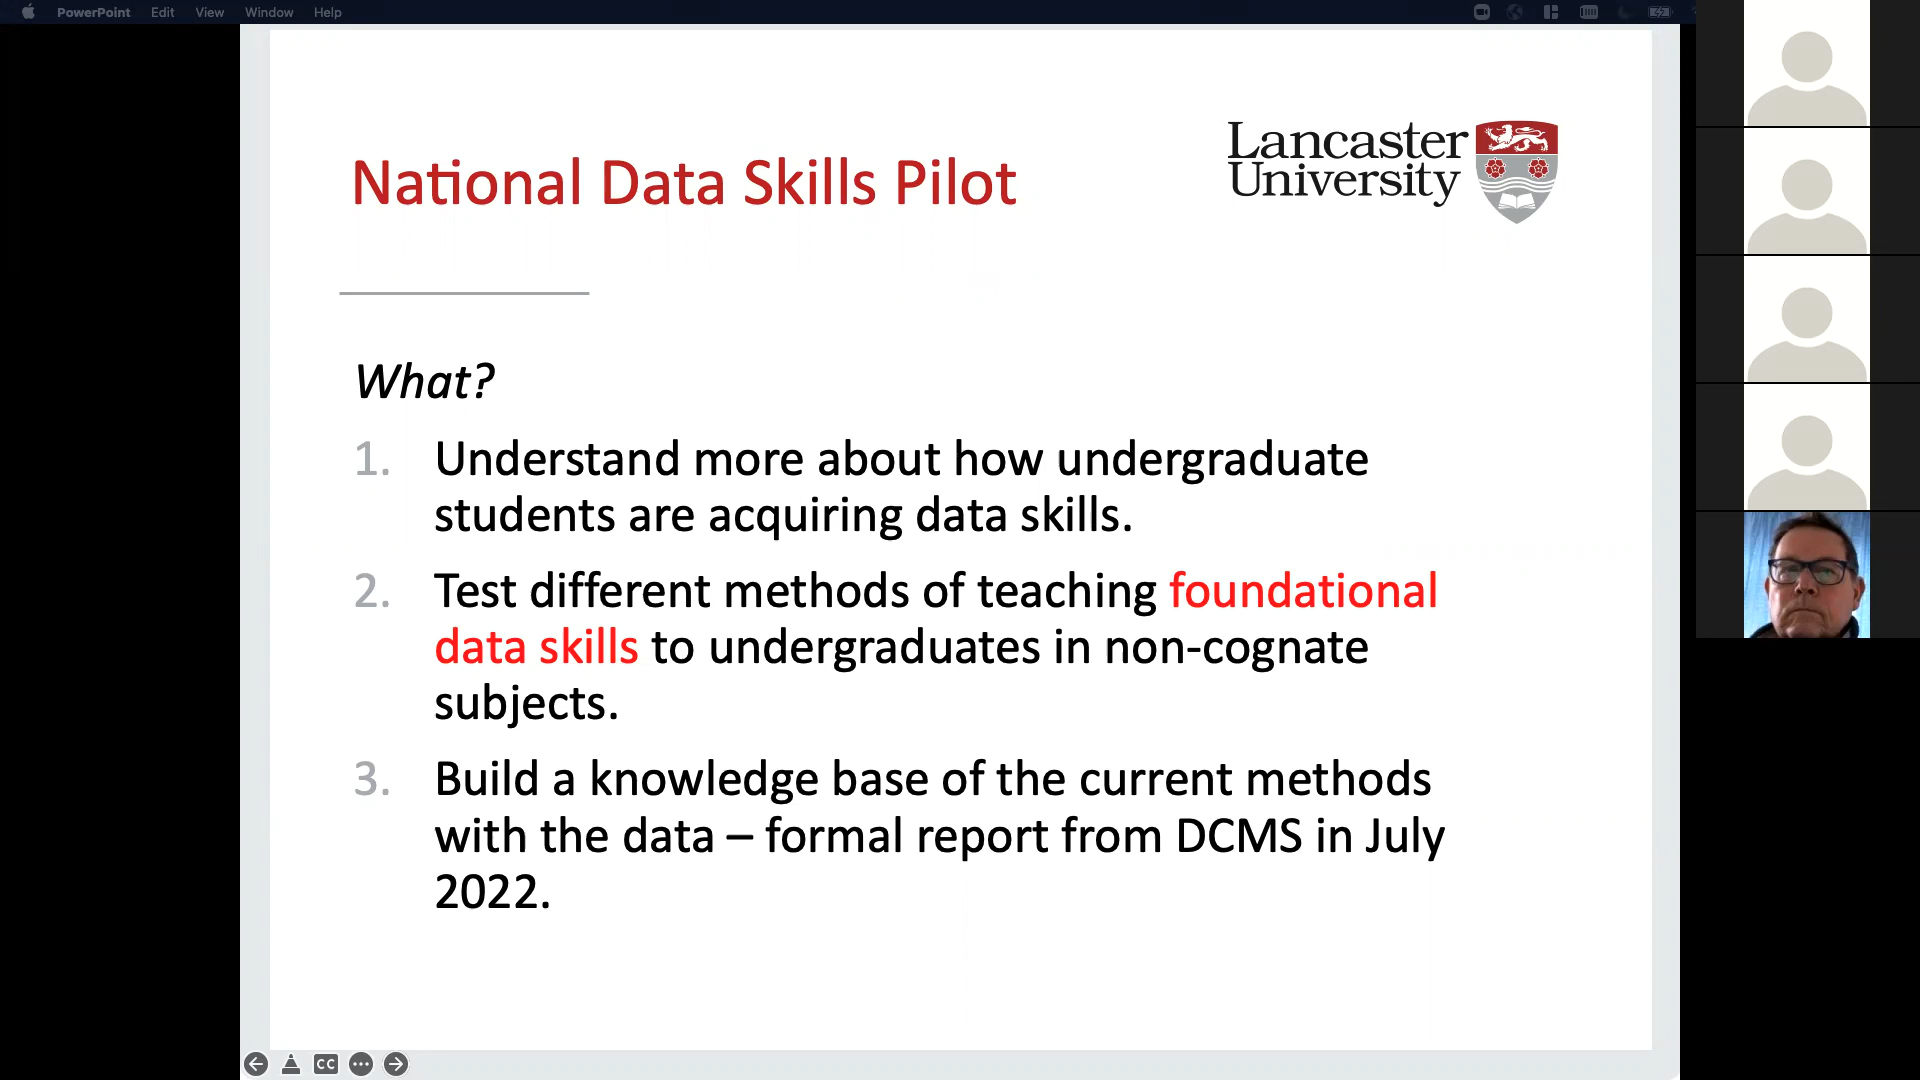 PowerPoint Edit View Window Help
Lancaster
University
National Data Skills Pilot
What?
1. Understand more about how undergraduate
students are acquiring data skills.
2. Test different methods of teaching foundational
data skills to undergraduates in non-cognate
subjects.
3. Build a knowledge base of the current methods
with the data – formal report from DCMS in July
2022.
CC